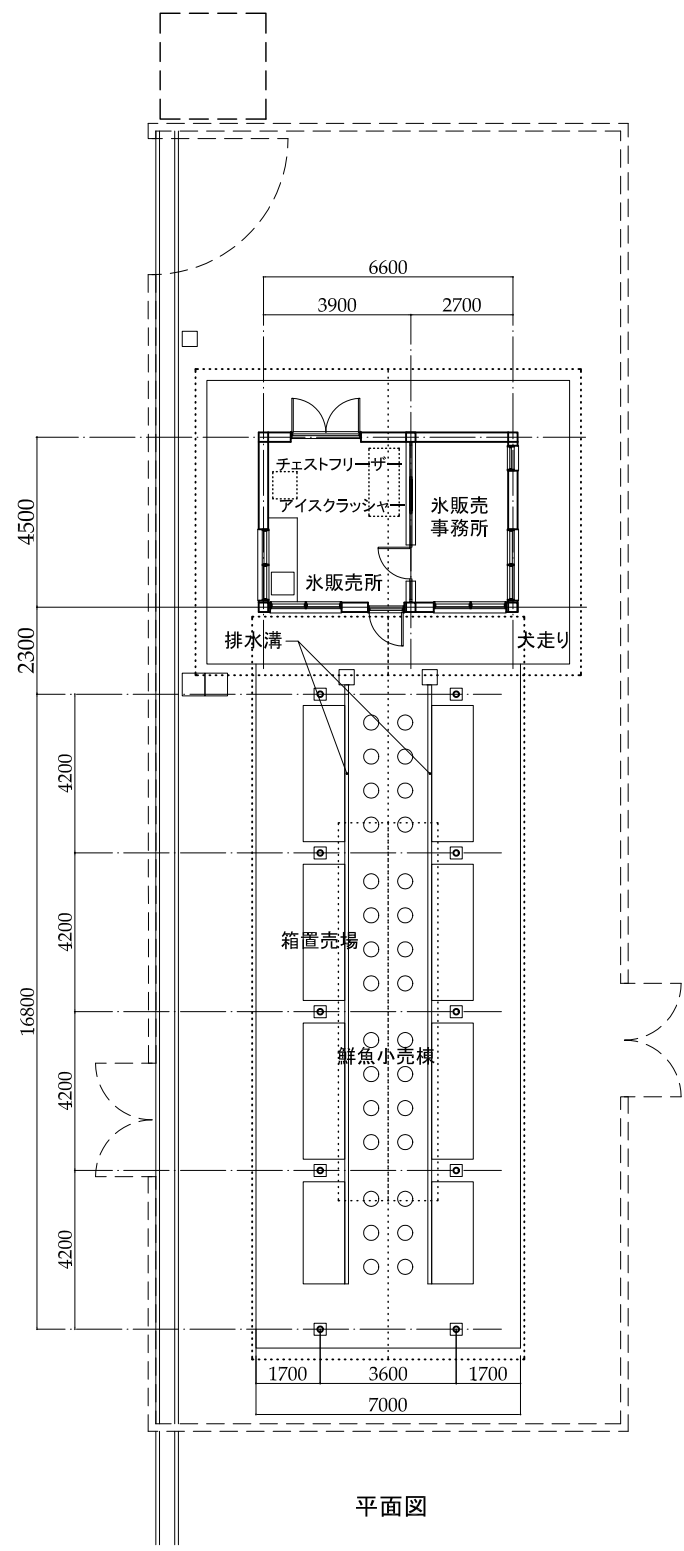 6600
3900
2700
チェストフリーザー
アイスクラッシャー
氷販売
事務所
氷販売所
4500
2300
排水溝
犬走り
4200
4200
箱置売場
16800
鮮魚小売棟
4200
4200
1700
3600
1700
7000
平面図